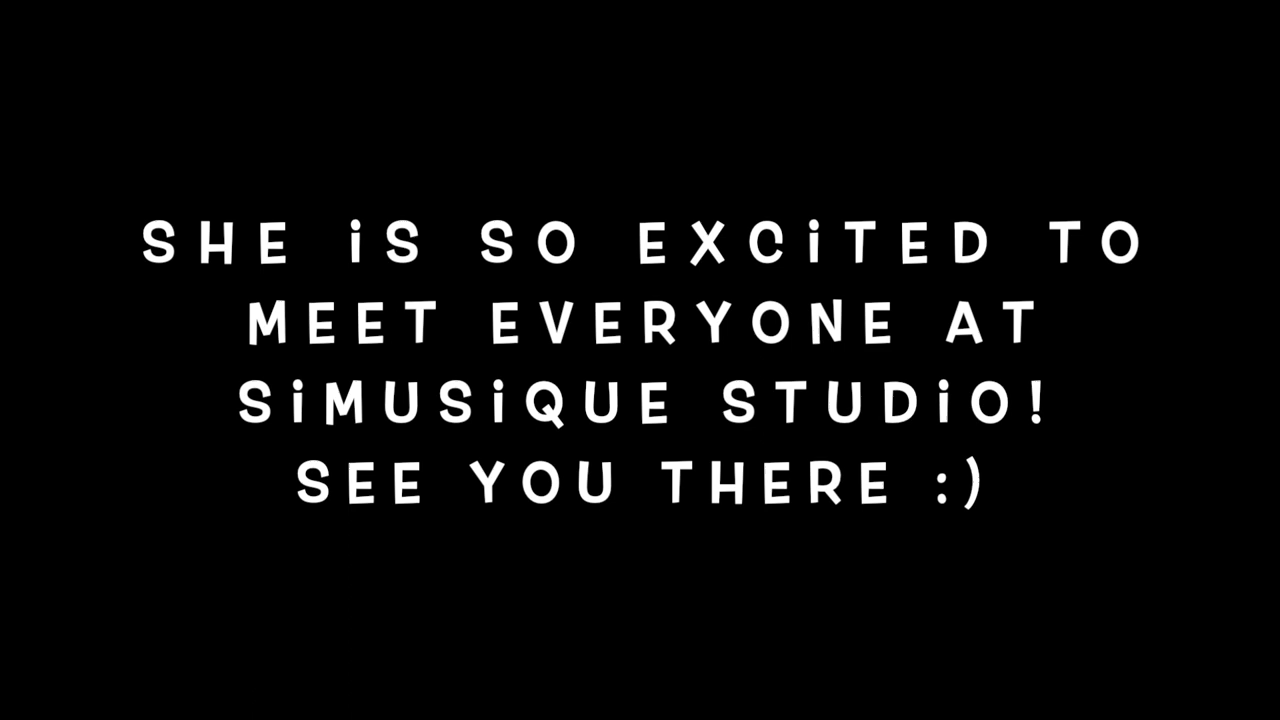 SHE iS SO EXCiTED TO
MEET EVERYONE AT
SiMUSiQUE STUDiO!
SEE YOU THERE :)